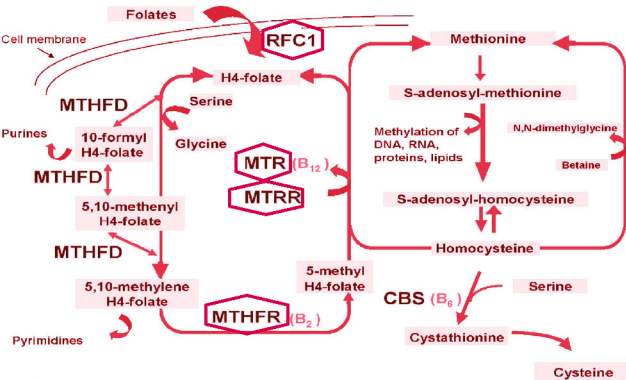 Folates
Cell membrane
RFC1
Methionine
H4-folate
S-adenosyl-methionine
MTHFD
Serine
Purines
10-formyl
H4-folate
Glycine
Methylation of
DNA, RNA,
proteins, lipids
N,N-dimethylglycine
Betaine
MTHFD
MTR (B12)
MTRR
5,10-methenyl
H4-folate
S-adenosyl-homocysteine
MTHFD
Homocysteine
5,10-methylene
H4-folate
5-methyl
H4-folate
CBS (B6)
Serine
MTHFR (B2)
Pyrimidines
Cystathionine
Cysteine